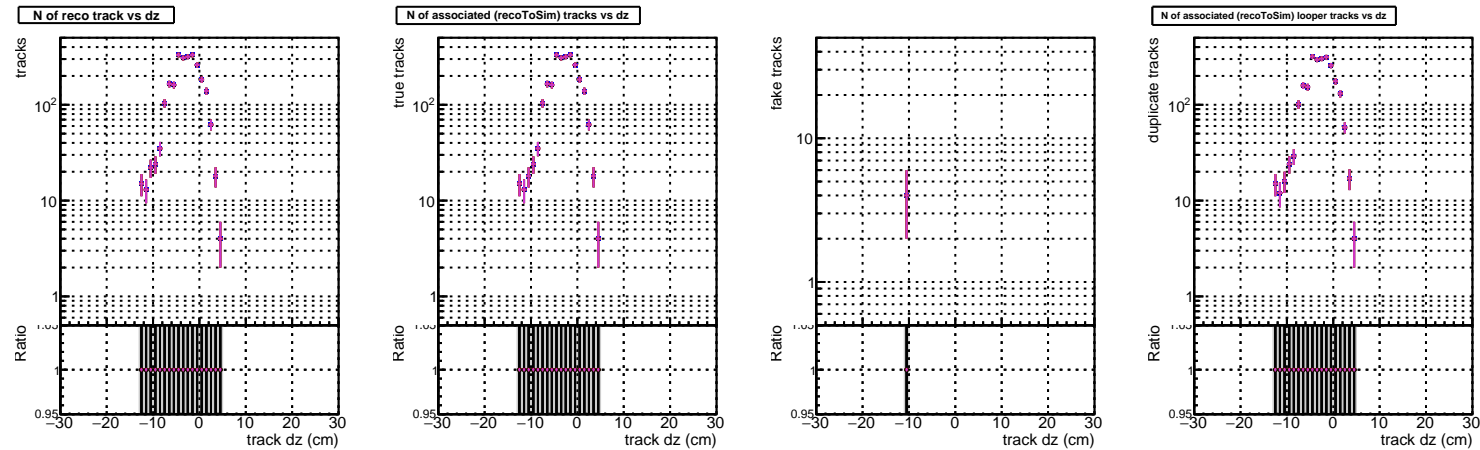 N of reco track vs dz
tracks
10²
10
1
Ratio
1
0.95
−30 −20 −10 0 10 20 30
track dz (cm)
N of associated (recoToSim) tracks vs dz
true tracks
10²
10
1
Ratio
1
0.95
−30 −20 −10 0 10 20 30
track dz (cm)
fake tracks
10
1
Ratio
1
0.95
−30 −20 −10 0 10 20 30
track dz (cm)
N of associated (recoToSim) looper tracks vs dz
duplicate tracks
10²
10
1
Ratio
1
0.95
−30 −20 −10 0 10 20 30
track dz (cm)